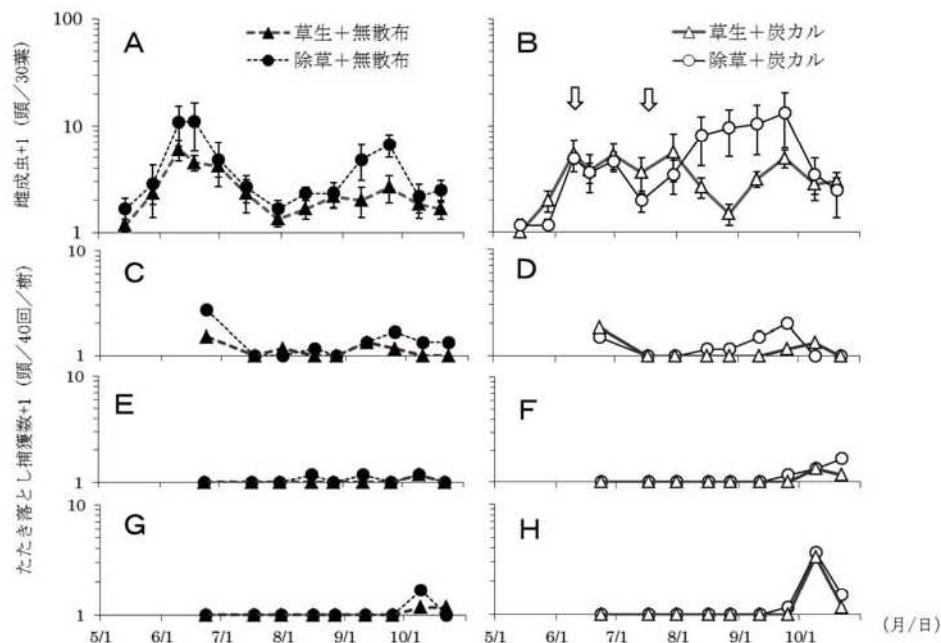 100
10
1
A
草生+無散布
除草+無散布
B
草生+炭カル
除草+炭カル
雌成虫+1(頭/30葉)
C
D
10
1
E
F
10
1
G
H
10
1
たたき落とし捕獲数+1(頭/40回/樹)
5/1 6/1 7/1 8/1 9/1 10/1
5/1 6/1 7/1 8/1 9/1 10/1
(月/日)